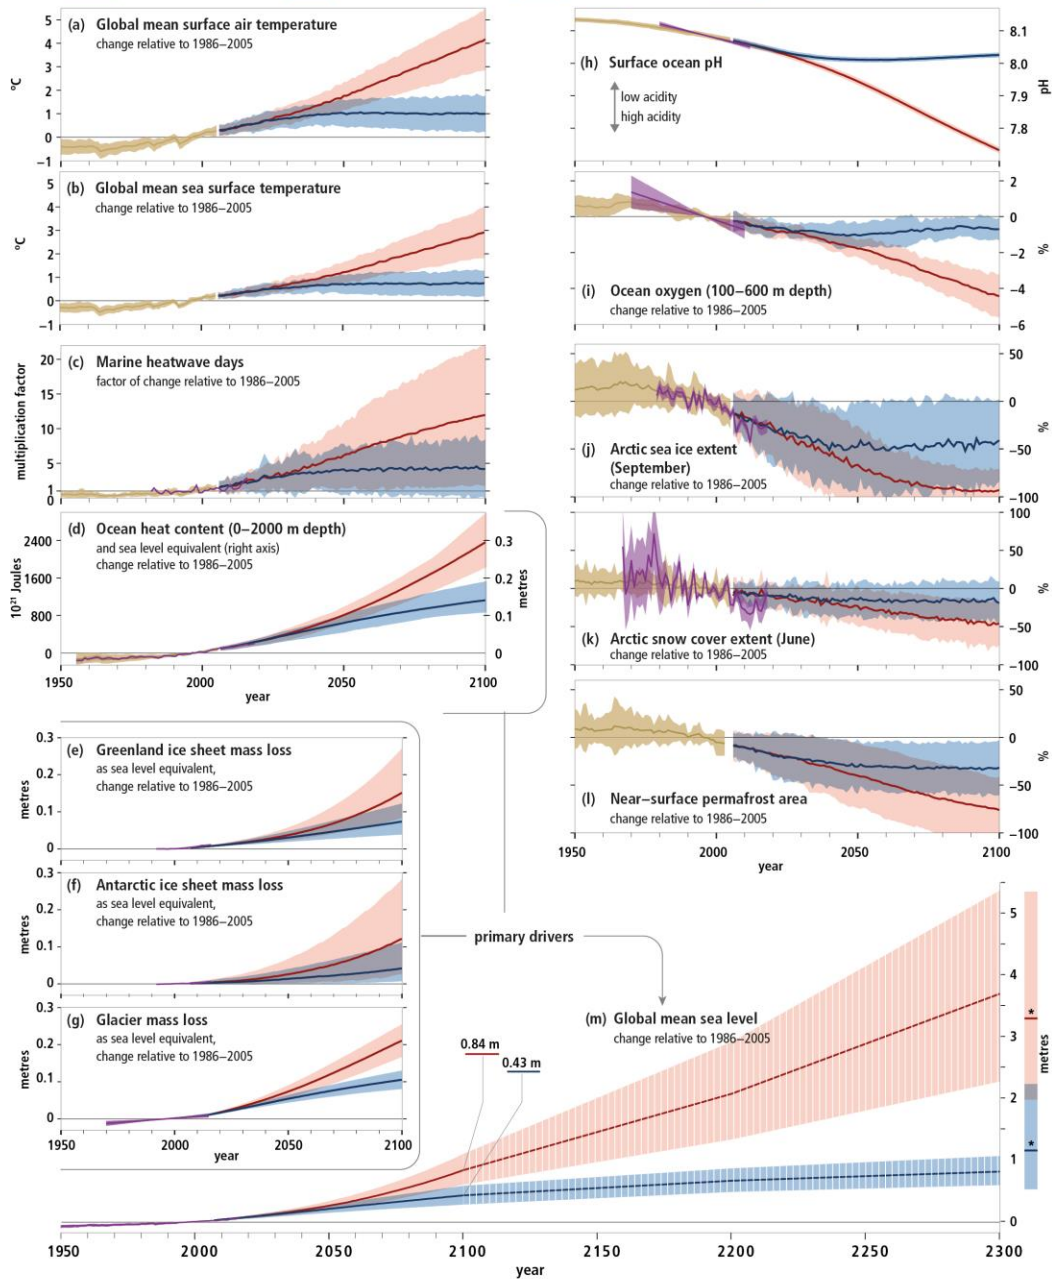 (a) Global mean surface air temperature
change relative to 1986–2005
°C
5
4
3
2
1
0
−1
(b) Global mean sea surface temperature
change relative to 1986–2005
°C
5
4
3
2
1
0
−1
(c) Marine heatwave days
factor of change relative to 1986–2005
multiplication factor
20
15
10
5
1
0
(d) Ocean heat content (0–2000 m depth)
and sea level equivalent (right axis)
change relative to 1986–2005
10²¹ Joules
2400
1600
800
0
0.3
0.2
0.1
0
metres
1950 2000 2050 2100
year
(e) Greenland ice sheet mass loss
as sea level equivalent,
change relative to 1986–2005
metres
0.3
0.2
0.1
0
(f) Antarctic ice sheet mass loss
as sea level equivalent,
change relative to 1986–2005
metres
0.3
0.2
0.1
0
(g) Glacier mass loss
as sea level equivalent,
change relative to 1986–2005
metres
0.3
0.2
0.1
0
1950 2000 2050 2100
year
(h) Surface ocean pH
low acidity
high acidity
8.1
8.0
7.9
7.8
pH
(i) Ocean oxygen (100–600 m depth)
change relative to 1986–2005
2
0
−2
−4
−6
%
(j) Arctic sea ice extent
(September)
change relative to 1986–2005
50
0
−50
−100
%
(k) Arctic snow cover extent (June)
change relative to 1986–2005
100
50
0
−50
−100
%
(l) Near–surface permafrost area
change relative to 1986–2005
50
0
−50
−100
%
1950 2000 2050 2100
year
primary drivers
(m) Global mean sea level
change relative to 1986–2005
0.84 m
0.43 m
5
4
3
2
1
0
*
*
metres
1950 2000 2050 2100 2150 2200 2250 2300
year